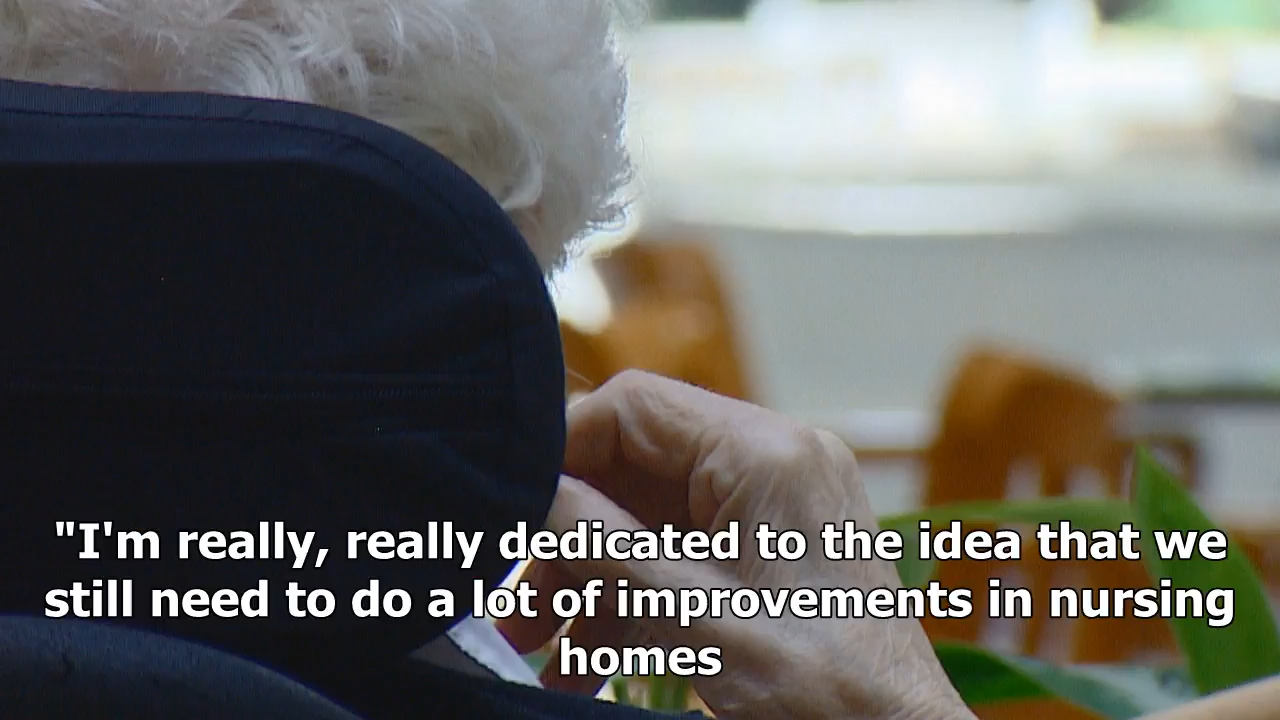 "I'm really, really dedicated to the idea that we
still need to do a lot of improvements in nursing
homes